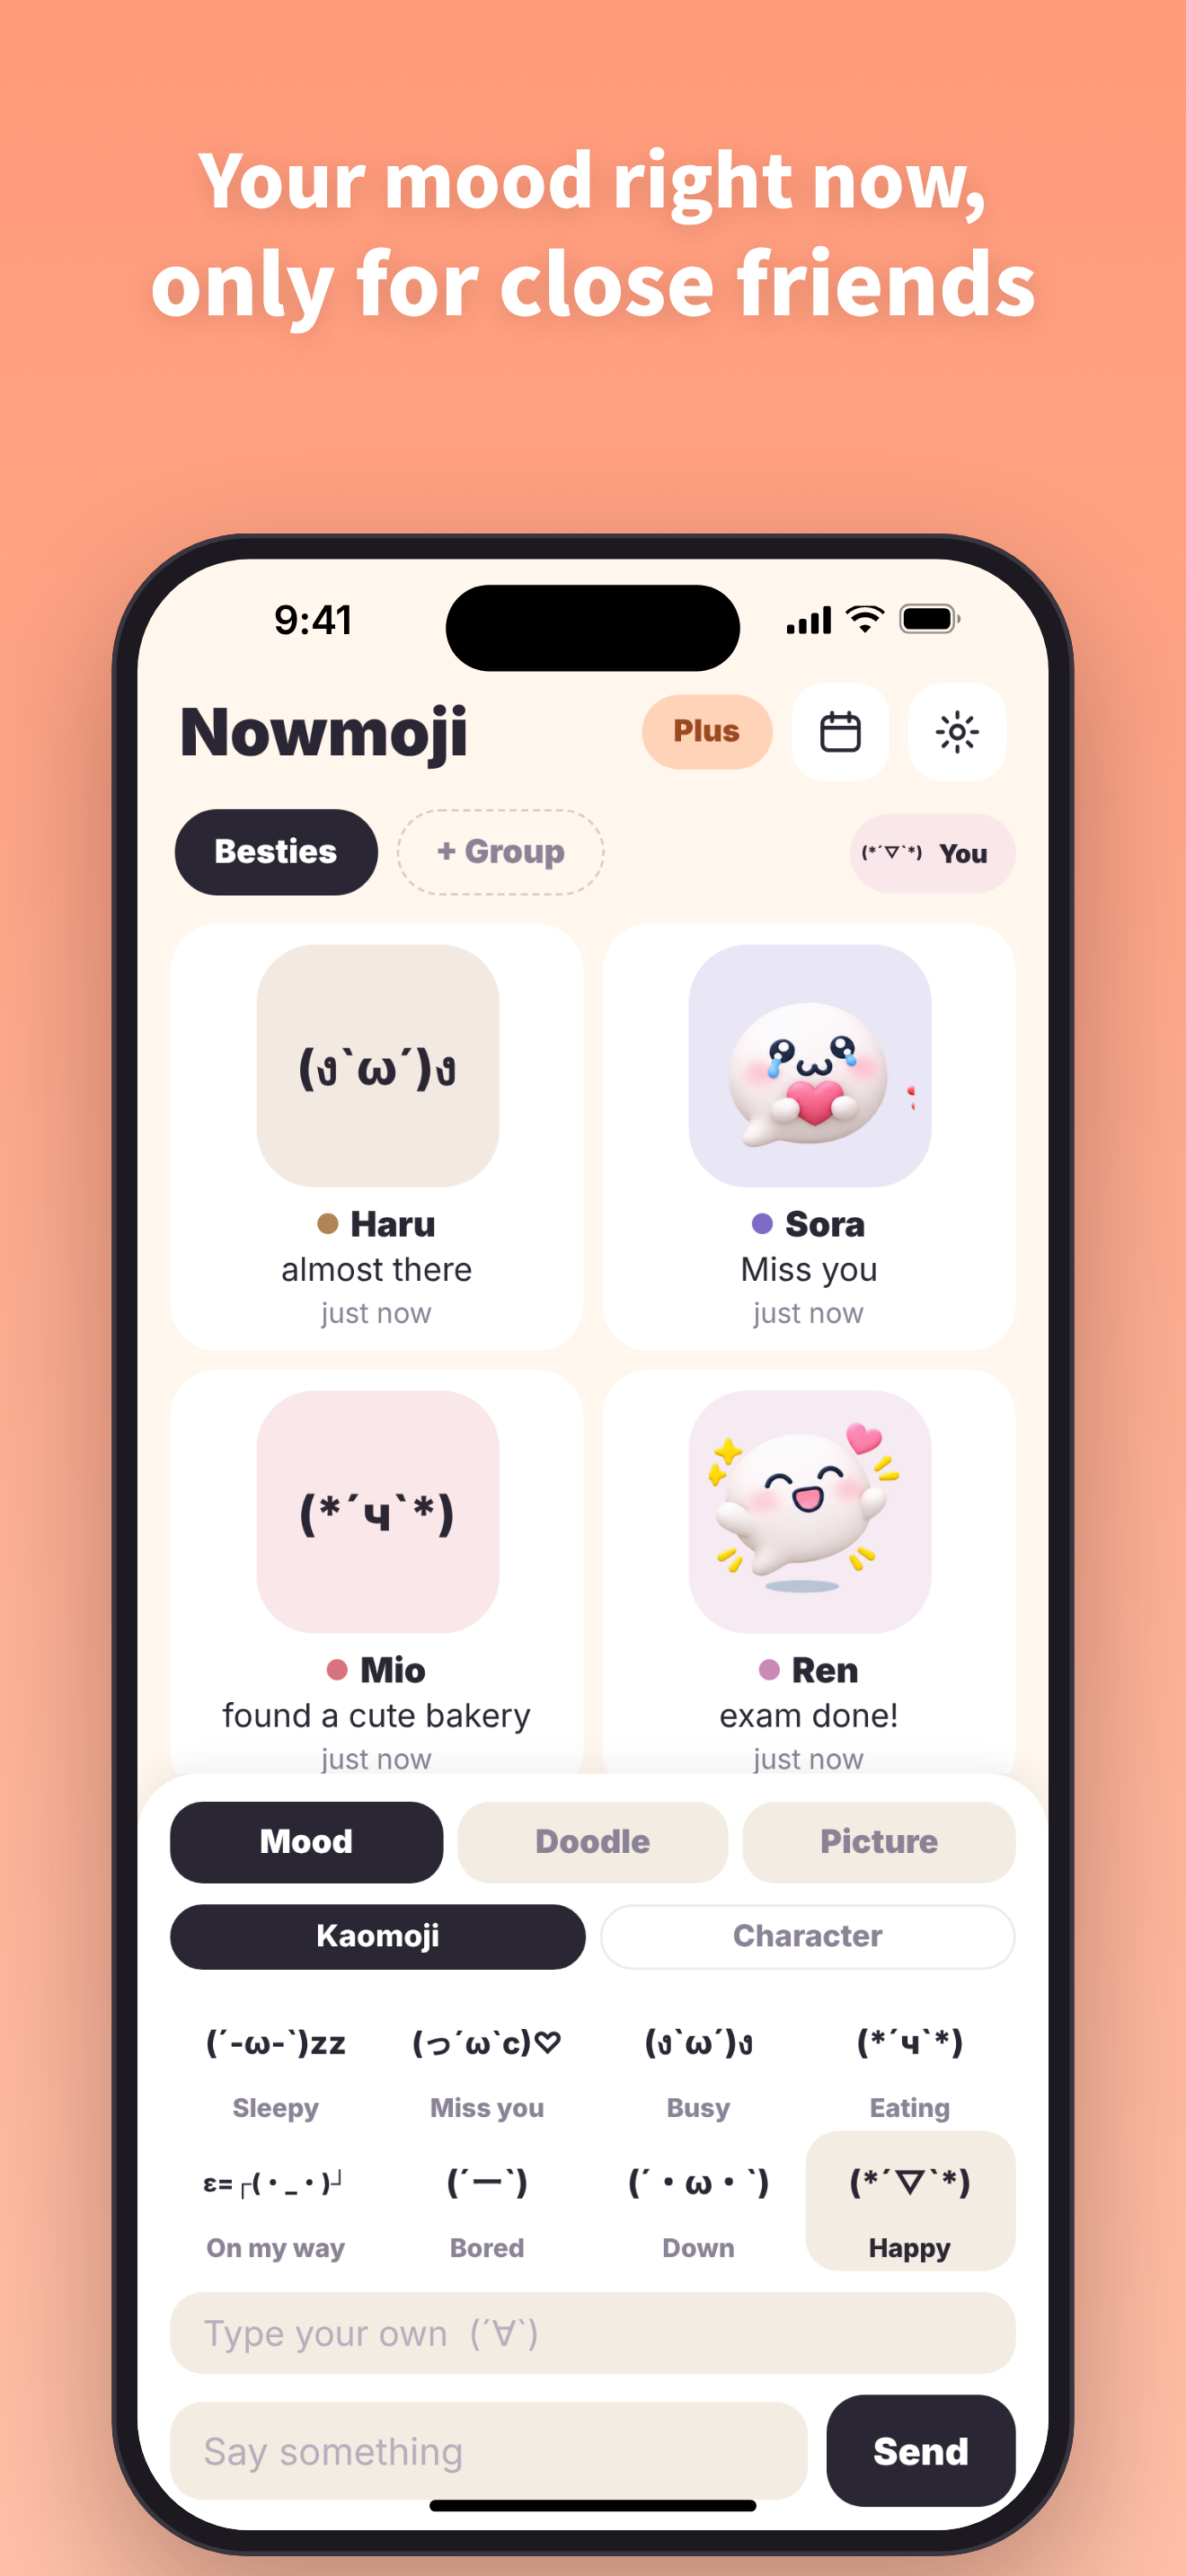 Your mood right now,
only for close friends
9:41
Nowmoji
Plus
Besties
+ Group
(*´▽`*) You
(ง`ω´)ง
Haru
almost there
just now
Sora
Miss you
just now
(*´ч`*)
Mio
found a cute bakery
just now
Ren
exam done!
just now
Mood
Doodle
Picture
Kaomoji
Character
(´-ω-`)zz
(っ´ω`c)♡
(ง`ω´)ง
(*´ч`*)
Sleepy
Miss you
Busy
Eating
ε=┌(・_・)┘
(´ー`)
(´・ω・`)
(*´▽`*)
On my way
Bored
Down
Happy
Type your own (´∀`)
Say something
Send